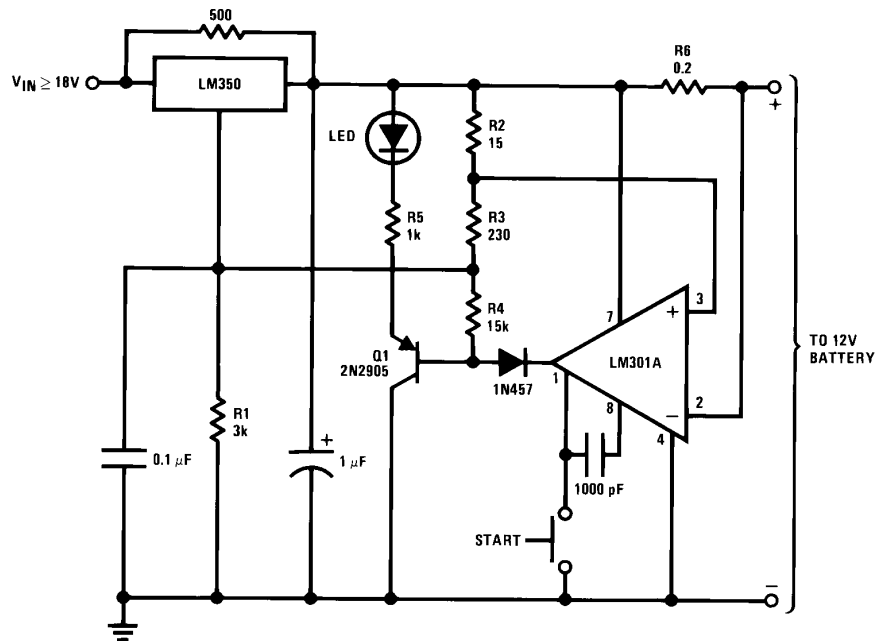 500
VIN ≥ 18V
LM350
R6
0.2
+
LED
R2
15
R5
1k
R3
230
R4
15k
7
3
+
LM301A
TO 12V
BATTERY
Q1
2N2905
1N457
1
8
2
−
4
R1
3k
0.1 μF
+
1 μF
1000 pF
START
−